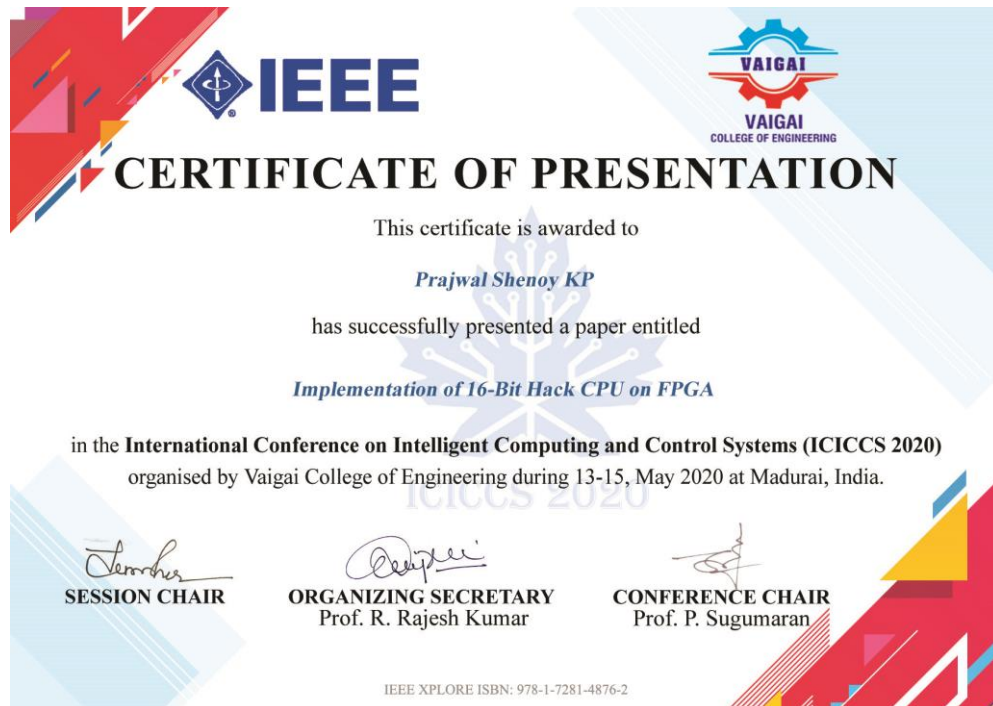 IEEE
VAIGAI
VAIGAI
COLLEGE OF ENGINEERING
CERTIFICATE OF PRESENTATION
This certificate is awarded to
Prajwal Shenoy KP
has successfully presented a paper entitled
Implementation of 16-Bit Hack CPU on FPGA
in the International Conference on Intelligent Computing and Control Systems (ICICCS 2020)
organised by Vaigai College of Engineering during 13-15, May 2020 at Madurai, India.
ICICCS 2020
SESSION CHAIR
ORGANIZING SECRETARY
Prof. R. Rajesh Kumar
CONFERENCE CHAIR
Prof. P. Sugumaran
IEEE XPLORE ISBN: 978-1-7281-4876-2